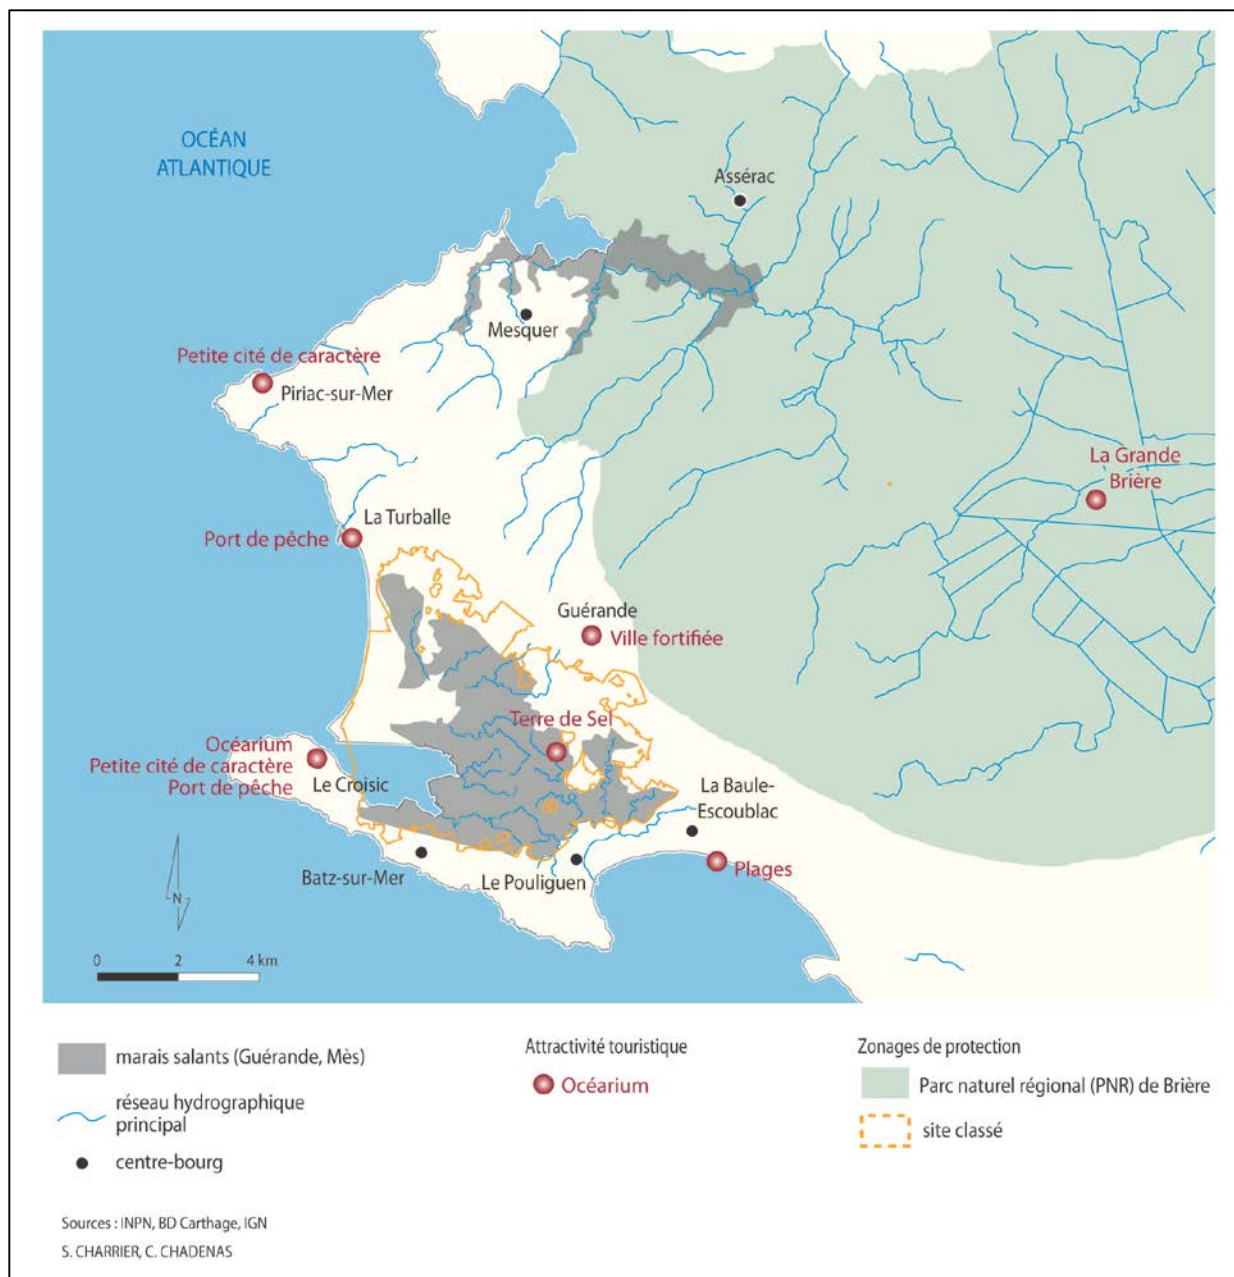 OCÉAN
ATLANTIQUE
Assérac
Mesquer
Petite cité de caractère
Piriac-sur-Mer
La Grande
Brière
La Turballe
Port de pêche
Guérande
Ville fortifiée
Terre de Sel
Océarium
Petite cité de caractère
Port de pêche
Le Croisic
La Baule-
Escoublac
Plages
Batz-sur-Mer
Le Pouliguen
N
0 2 4 km
marais salants (Guérande, Mès)
réseau hydrographique
principal
centre-bourg
Attractivité touristique
Océarium
Zonages de protection
Parc naturel régional (PNR) de Brière
site classé
Sources : INPN, BD Carthage, IGN
S. CHARRIER, C. CHADENAS